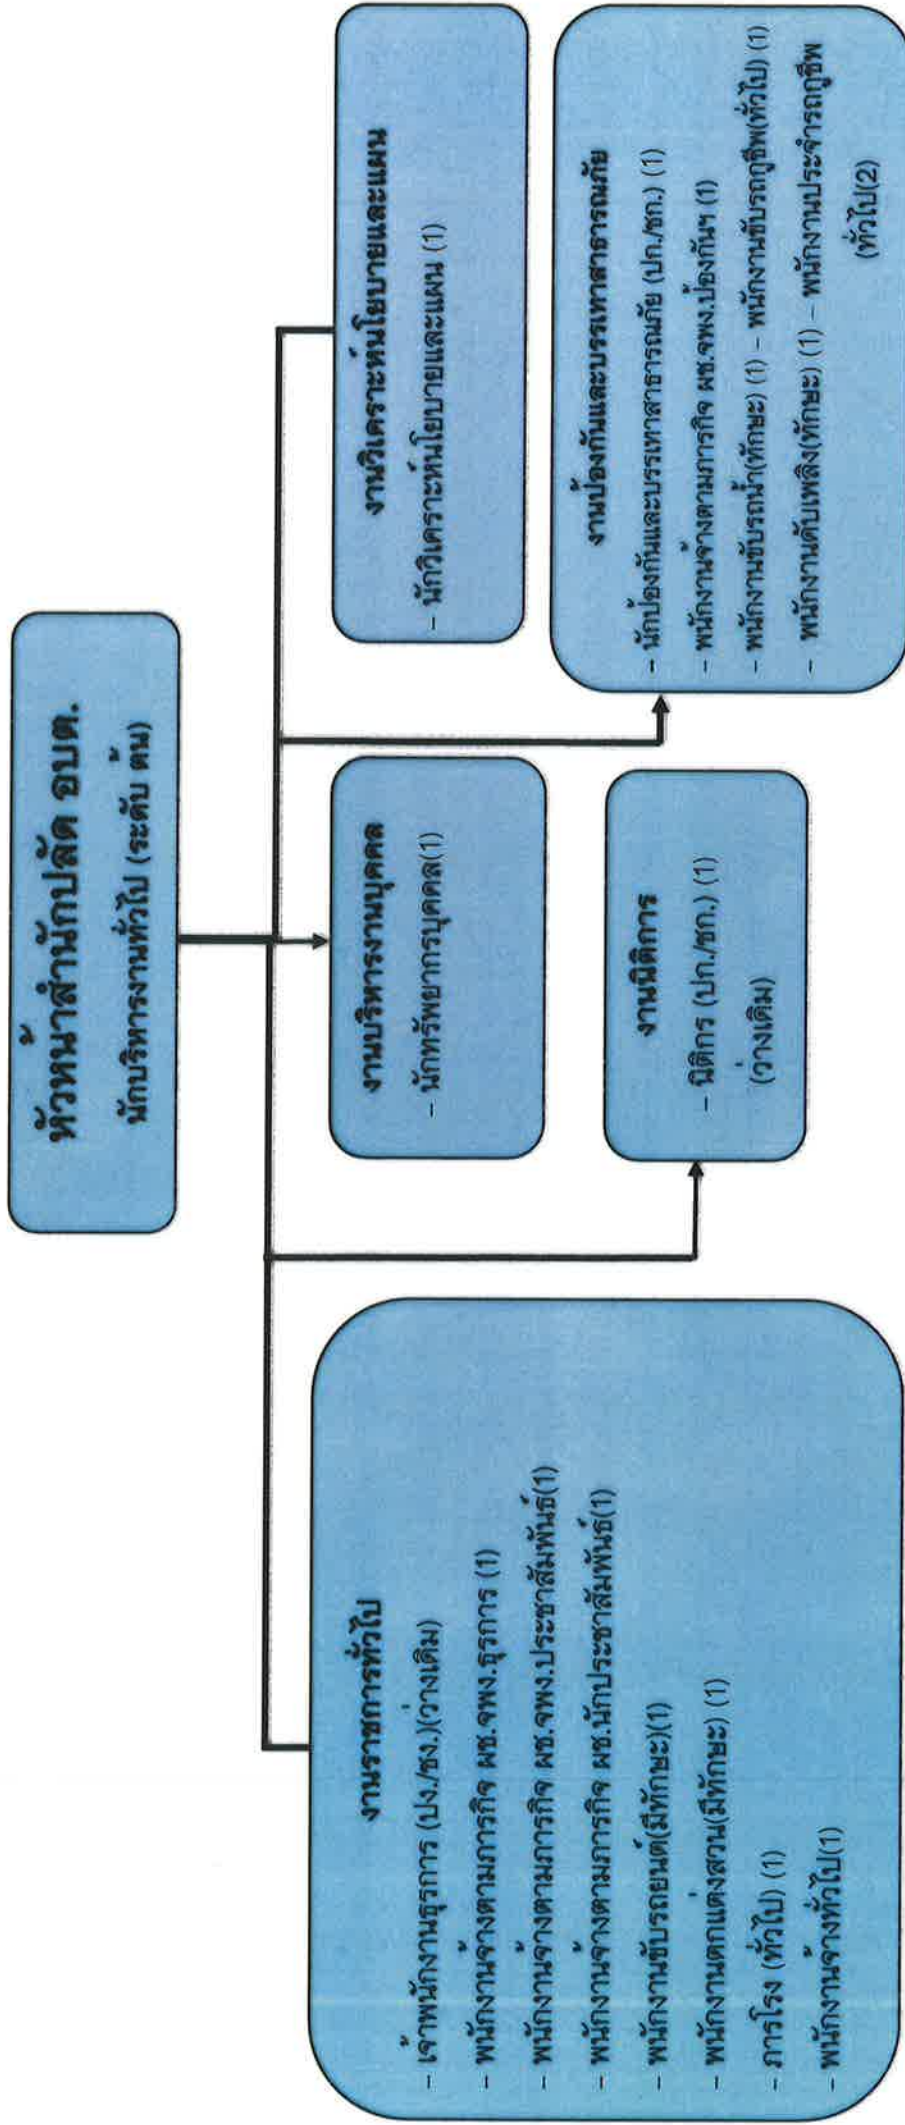 หัวหน้าสำนักปลัด อบต.
นักบริหารงานทั่วไป (ระดับ ต้น)
งานราชการทั่วไป
- เจ้าพนักงานธุรการ (ปง./ชง.)(ว่างเดิม)
- พนักงานจ้างตามภารกิจ ผช.จพง.ธุรการ (1)
- พนักงานจ้างตามภารกิจ ผช.จพง.ประชาสัมพันธ์(1)
- พนักงานจ้างตามภารกิจ ผช.นักประชาสัมพันธ์(1)
- พนักงานขับรถยนต์(มีทักษะ)(1)
- พนักงานตกแต่งสวน(มีทักษะ) (1)
- ภารโรง (ทั่วไป) (1)
- พนักงานจ้างทั่วไป(1)
งานบริหารงานบุคคล
- นักทรัพยากรบุคคล(1)
งานนิติการ
- นิติกร (ปก./ชก.) (1)
(ว่างเดิม)
งานวิเคราะห์นโยบายและแผน
- นักวิเคราะห์นโยบายและแผน (1)
งานป้องกันและบรรเทาสาธารณภัย
- นักป้องกันและบรรเทาสาธารณภัย (ปก./ชก.) (1)
- พนักงานจ้างตามภารกิจ ผช.จพง.ป้องกันฯ (1)
- พนักงานขับรถน้ำ(ทักษะ) (1) - พนักงานขับรถกู้ชีพ(ทั่วไป) (1)
- พนักงานดับเพลิง(ทักษะ) (1) - พนักงานประจำรถกู้ชีพ
(ทั่วไป(2)